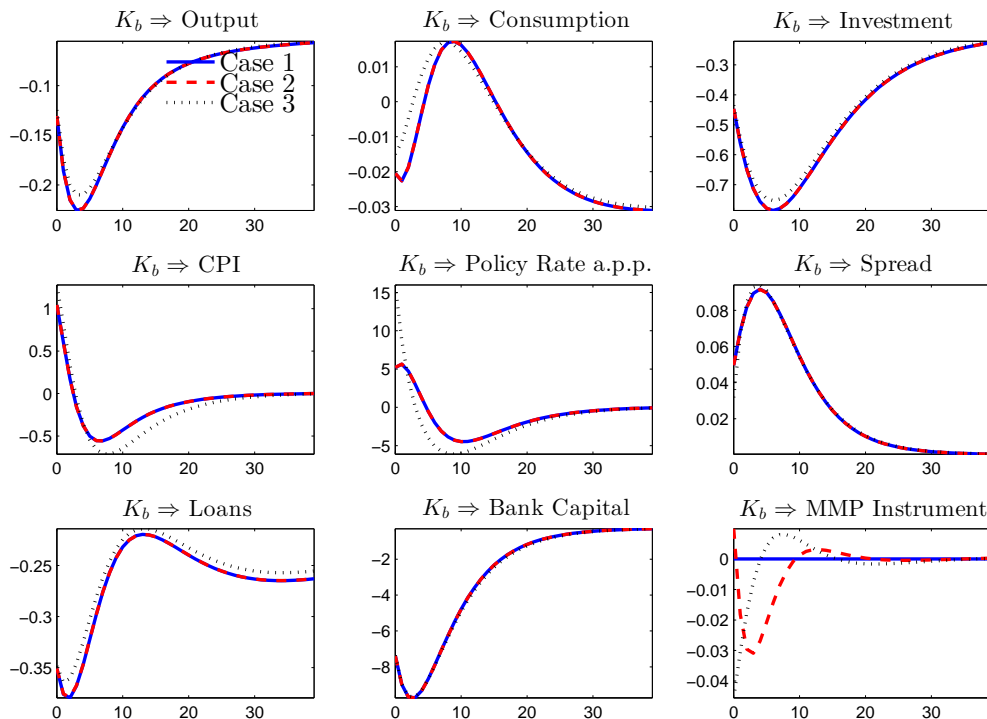 K_b ⇒ Output
K_b ⇒ Consumption
K_b ⇒ Investment
−0.1
−0.15
−0.2
0 10 20 30
Case 1
Case 2
Case 3
0.01
0
−0.01
−0.02
−0.03
0 10 20 30
−0.3
−0.4
−0.5
−0.6
−0.7
0 10 20 30
K_b ⇒ CPI
K_b ⇒ Policy Rate a.p.p.
K_b ⇒ Spread
1
0.5
0
−0.5
0 10 20 30
15
10
5
0
−5
0 10 20 30
0.08
0.06
0.04
0.02
0 10 20 30
K_b ⇒ Loans
K_b ⇒ Bank Capital
K_b ⇒ MMP Instrument
−0.25
−0.3
−0.35
0 10 20 30
−2
−4
−6
−8
0 10 20 30
0
−0.01
−0.02
−0.03
−0.04
0 10 20 30